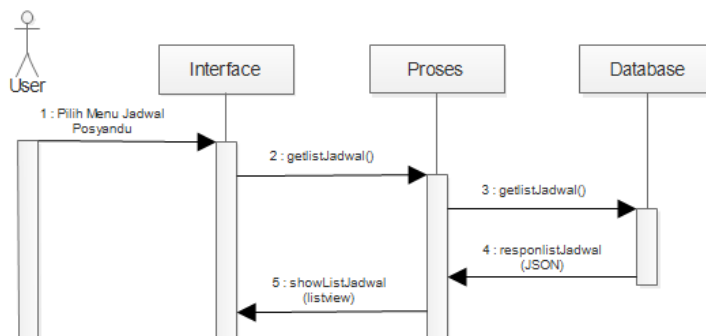 User
Interface
Proses
Database
1 : Pilih Menu Jadwal
Posyandu
2 : getlistJadwal()
3 : getlistJadwal()
4 : responlistJadwal
(JSON)
5 : showListJadwal
(listview)